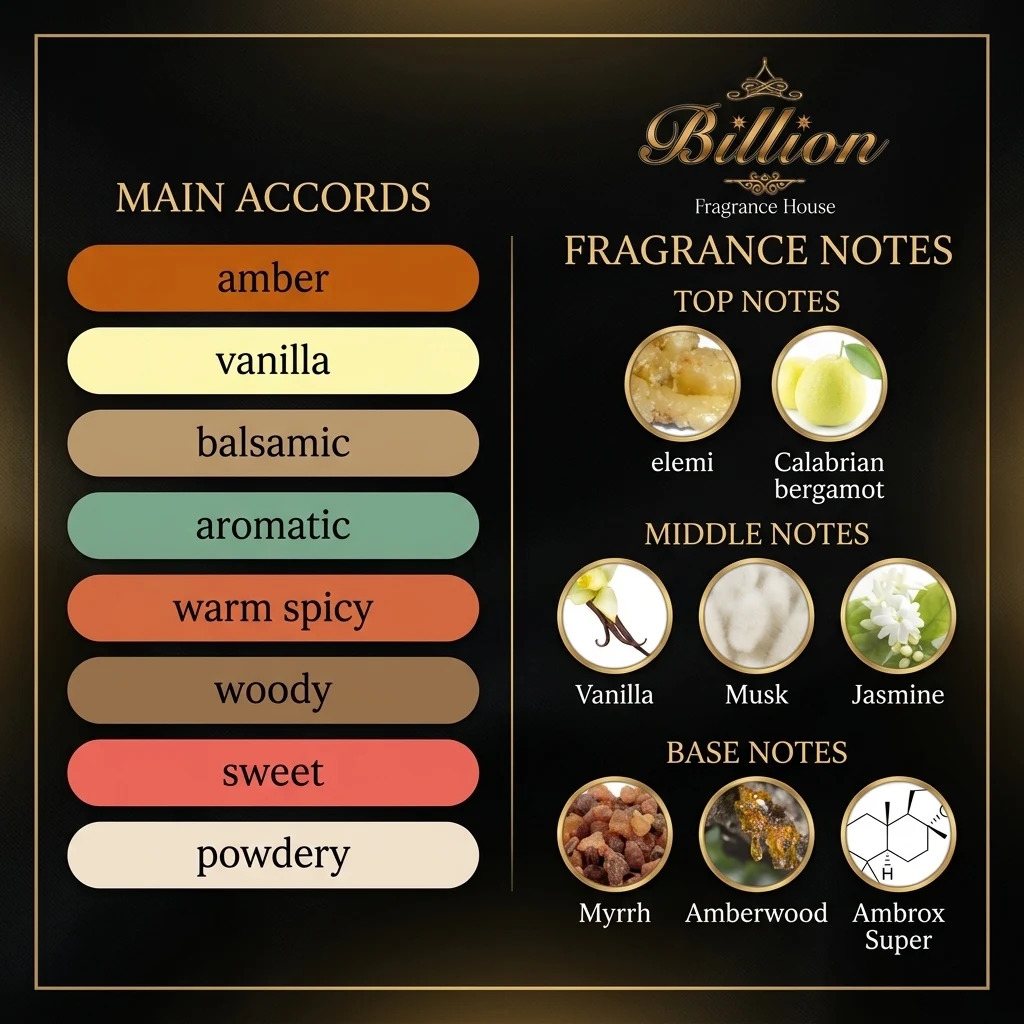 MAIN ACCORDS
amber
vanilla
balsamic
aromatic
warm spicy
woody
sweet
powdery
Billion
Fragrance House
FRAGRANCE NOTES
TOP NOTES
elemi
Calabrian
bergamot
MIDDLE NOTES
Vanilla
Musk
Jasmine
BASE NOTES
H
Myrrh
Amberwood
Ambrox
Super